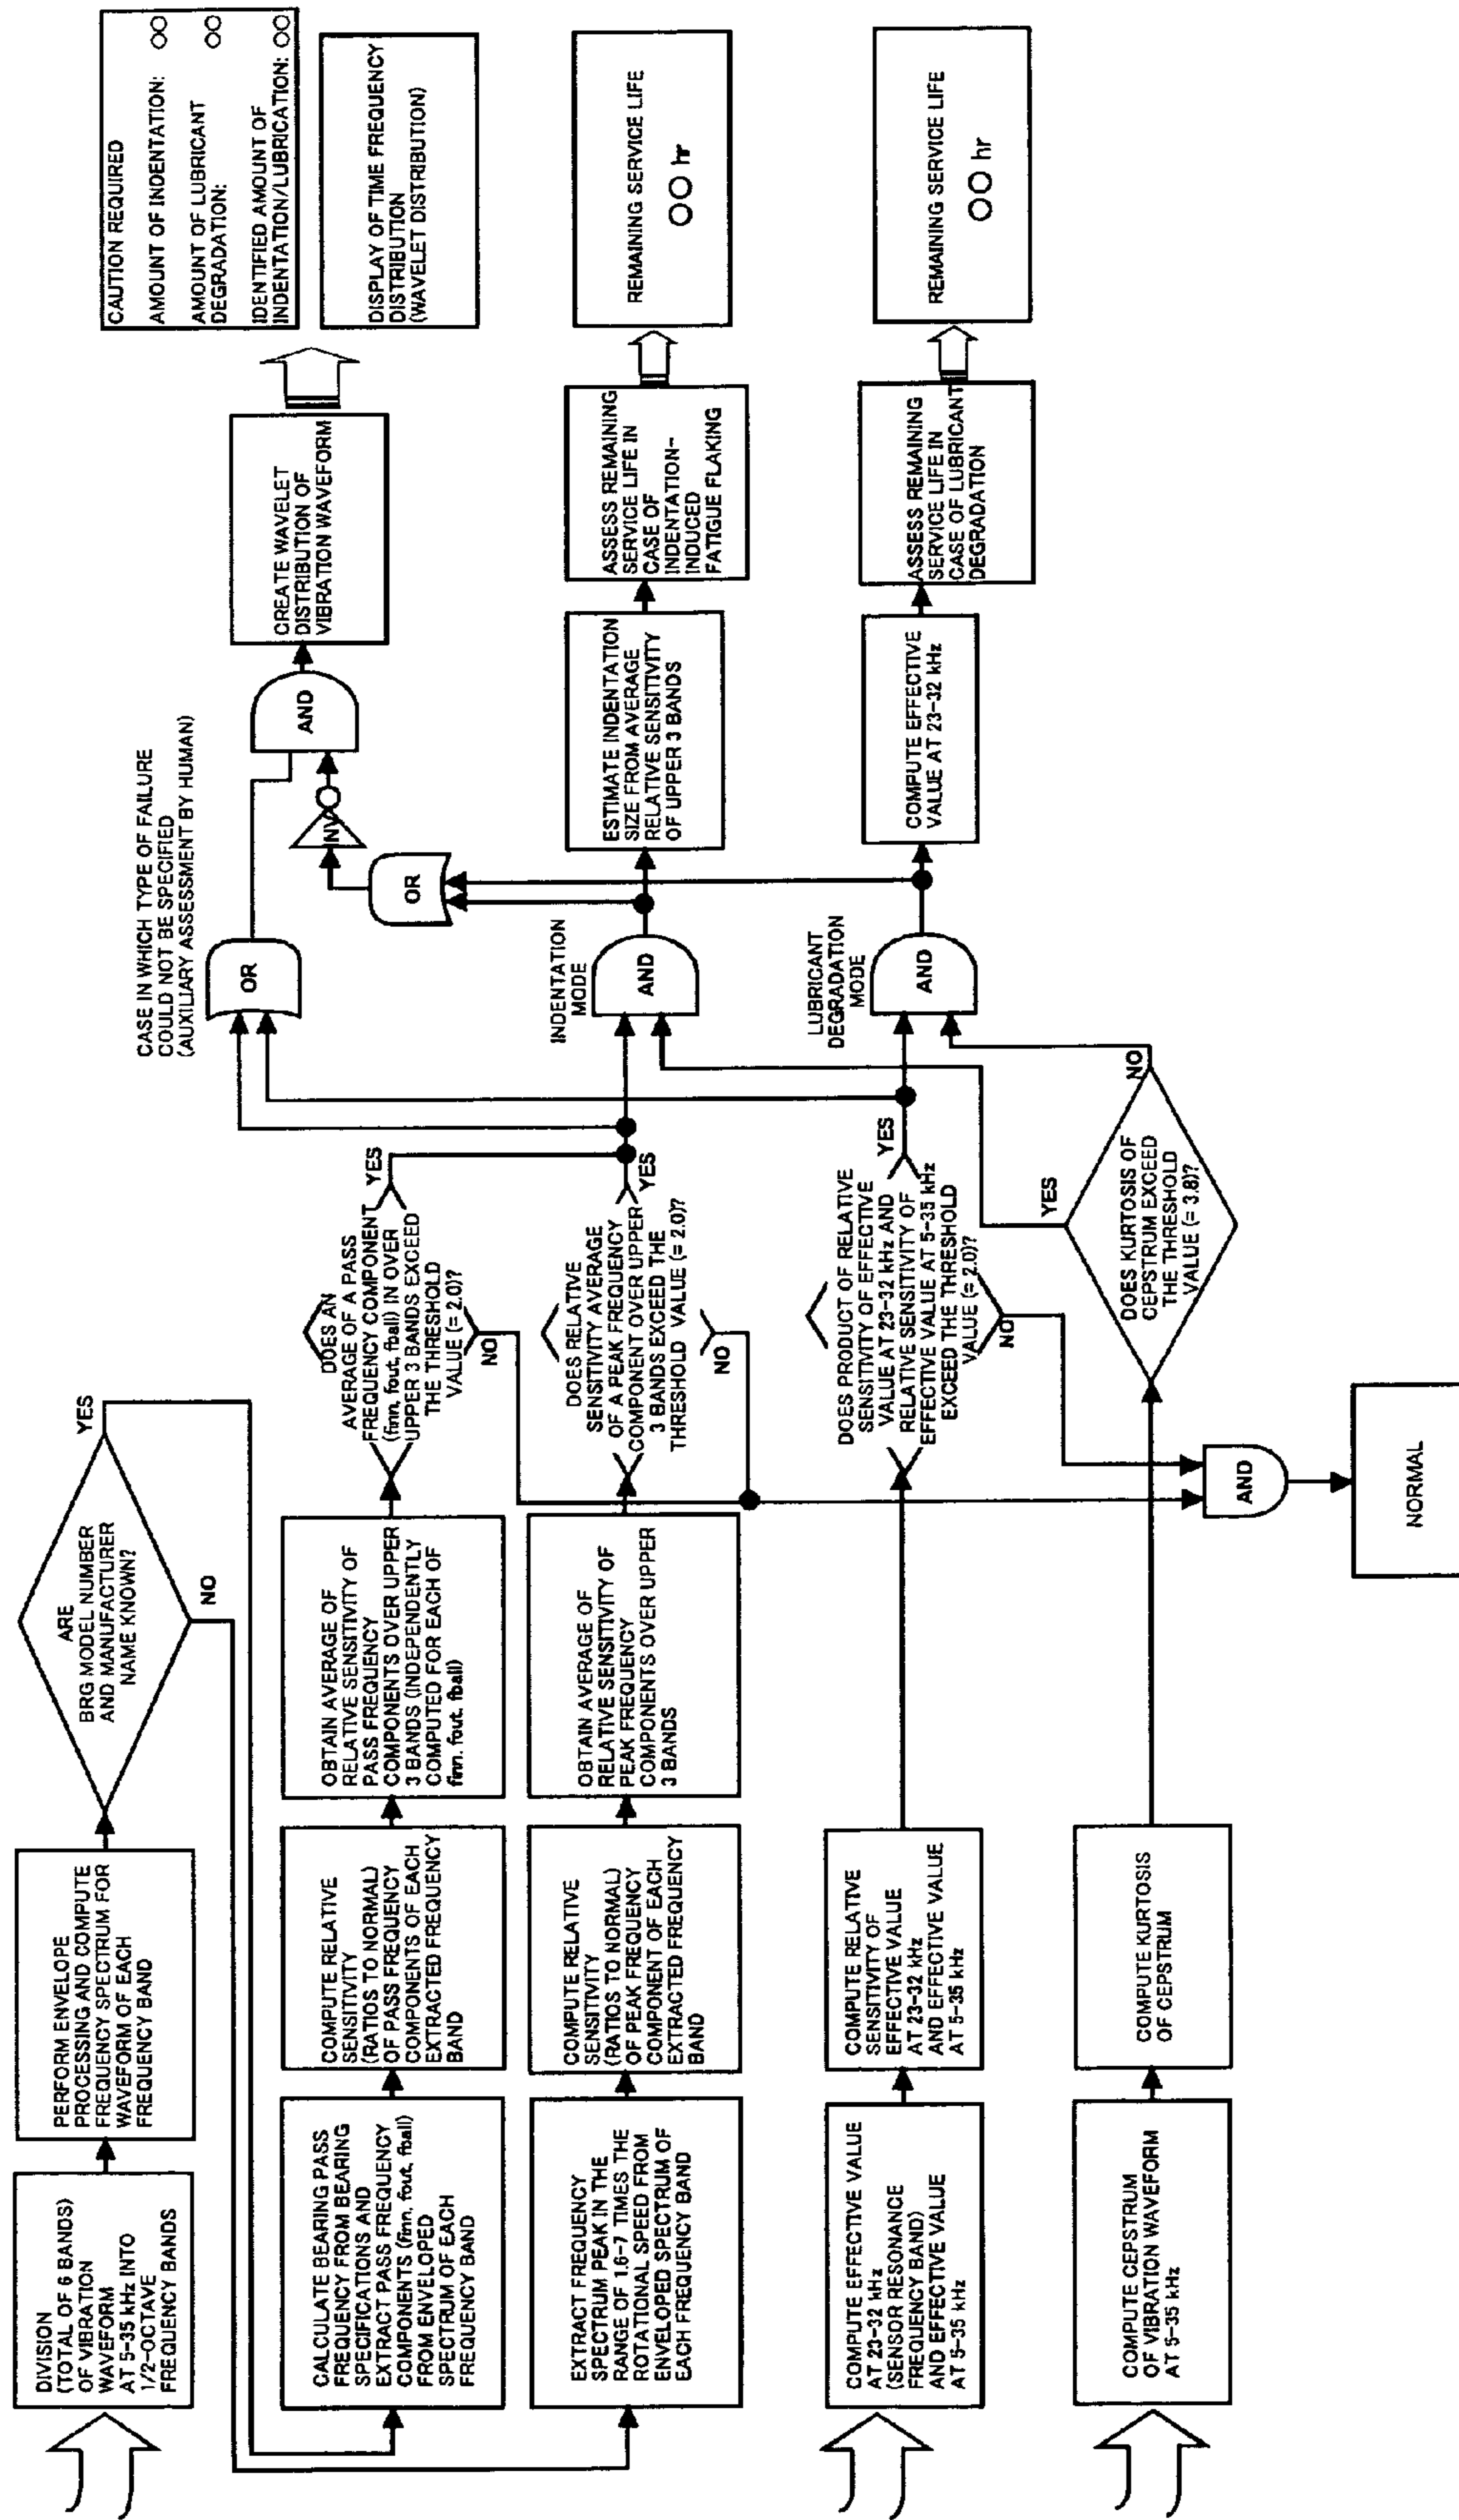 DIVISION
(TOTAL OF 6 BANDS)
OF VIBRATION
WAVEFORM
AT 5-35 kHz INTO
1/2-OCTAVE
FREQUENCY BANDS
PERFORM ENVELOPE
PROCESSING AND COMPUTE
FREQUENCY SPECTRUM FOR
WAVEFORM OF EACH
FREQUENCY BAND
ARE
BRG MODEL NUMBER
AND MANUFACTURER
NAME KNOWN?
YES
NO
CALCULATE BEARING PASS
FREQUENCY FROM BEARING
SPECIFICATIONS AND
EXTRACT PASS FREQUENCY
COMPONENTS (finn, fout, fball)
FROM ENVELOPED
SPECTRUM OF EACH
FREQUENCY BAND
COMPUTE RELATIVE
SENSITIVITY
(RATIOS TO NORMAL)
OF PASS FREQUENCY
COMPONENTS OF EACH
EXTRACTED FREQUENCY
BAND
OBTAIN AVERAGE OF
RELATIVE SENSITIVITY OF
PASS FREQUENCY
COMPONENTS OVER UPPER
3 BANDS (INDEPENDENTLY
COMPUTED FOR EACH OF
finn, fout, fball)
DOES AN
AVERAGE OF A PASS
FREQUENCY COMPONENT
(finn, fout, fball) IN OVER
UPPER 3 BANDS EXCEED
THE THRESHOLD
VALUE (= 2.0)?
YES
NO
EXTRACT FREQUENCY
SPECTRUM PEAK IN THE
RANGE OF 1.6-7 TIMES THE
ROTATIONAL SPEED FROM
ENVELOPED SPECTRUM OF
EACH FREQUENCY BAND
COMPUTE RELATIVE
SENSITIVITY
(RATIOS TO NORMAL)
OF PEAK FREQUENCY
COMPONENT OF EACH
EXTRACTED FREQUENCY
BAND
OBTAIN AVERAGE OF
RELATIVE SENSITIVITY OF
PEAK FREQUENCY
COMPONENTS OVER UPPER
3 BANDS
DOES RELATIVE
SENSITIVITY AVERAGE
OF A PEAK FREQUENCY
COMPONENT OVER UPPER
3 BANDS EXCEED THE
THRESHOLD VALUE (= 2.0)?
YES
NO
COMPUTE EFFECTIVE VALUE
AT 23-32 kHz
(SENSOR RESONANCE
FREQUENCY BAND)
AND EFFECTIVE VALUE
AT 5-35 kHz
COMPUTE RELATIVE
SENSITIVITY OF
EFFECTIVE VALUE
AT 23-32 kHz
AND EFFECTIVE VALUE
AT 5-35 kHz
DOES PRODUCT OF RELATIVE
SENSITIVITY OF EFFECTIVE
VALUE AT 23-32 kHz AND
RELATIVE SENSITIVITY OF
EFFECTIVE VALUE AT 5-35 kHz
EXCEED THE THRESHOLD
VALUE (= 2.0)?
YES
NO
COMPUTE CEPSTRUM
OF VIBRATION WAVEFORM
AT 5-35 kHz
COMPUTE KURTOSIS
OF CEPSTRUM
DOES KURTOSIS OF
CEPSTRUM EXCEED
THE THRESHOLD
VALUE (= 3.8)?
YES
NO
AND
NORMAL
CASE IN WHICH TYPE OF FAILURE
COULD NOT BE SPECIFIED
(AUXILIARY ASSESSMENT BY HUMAN)
OR
OR
INV
AND
CREATE WAVELET
DISTRIBUTION OF
VIBRATION WAVEFORM
CAUTION REQUIRED
AMOUNT OF INDENTATION: ○○
AMOUNT OF LUBRICANT
DEGRADATION: ○○
IDENTIFIED AMOUNT OF
INDENTATION/LUBRICATION: ○○
DISPLAY OF TIME FREQUENCY
DISTRIBUTION
(WAVELET DISTRIBUTION)
INDENTATION
MODE
AND
ESTIMATE INDENTATION
SIZE FROM AVERAGE
RELATIVE SENSITIVITY
OF UPPER 3 BANDS
ASSESS REMAINING
SERVICE LIFE IN
CASE OF
INDENTATION-
INDUCED
FATIGUE FLAKING
REMAINING SERVICE LIFE
○○ hr
LUBRICANT
DEGRADATION
MODE
AND
COMPUTE EFFECTIVE
VALUE AT 23-32 kHz
ASSESS REMAINING
SERVICE LIFE IN
CASE OF LUBRICANT
DEGRADATION
REMAINING SERVICE LIFE
○○ hr